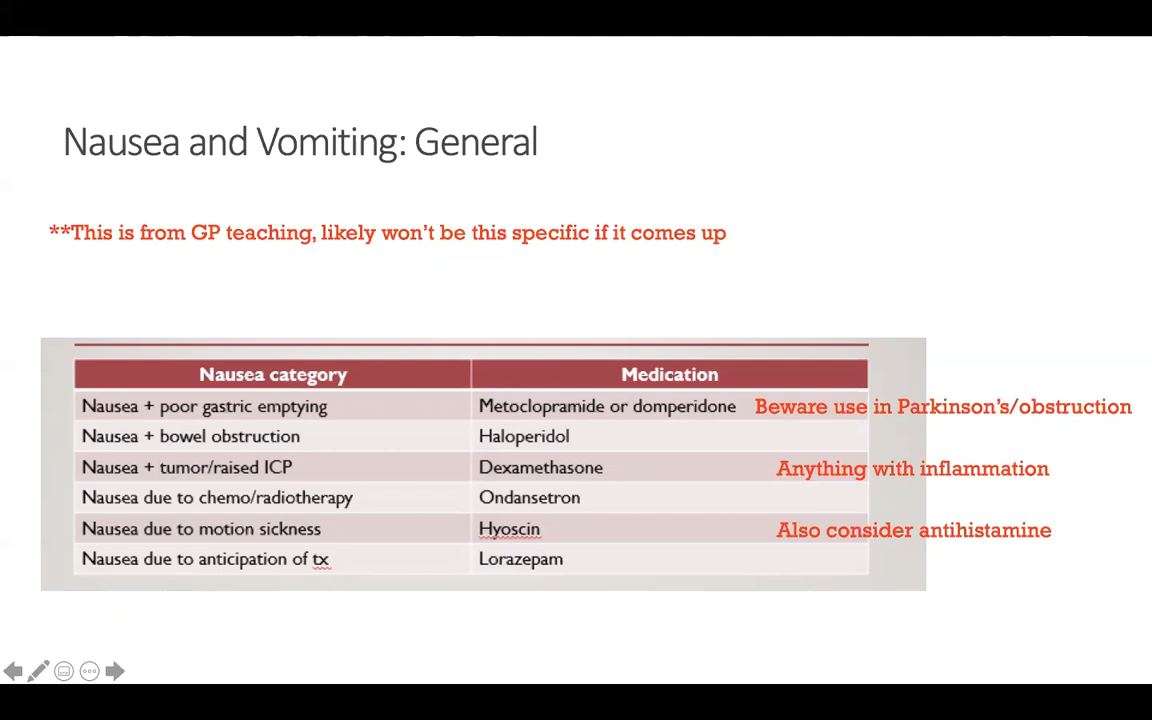 Nausea and Vomiting: General
**This is from GP teaching, likely won't be this specific if it comes up
Nausea category Medication
Nausea + poor gastric emptying Metoclopramide or domperidone Beware use in Parkinson's/obstruction
Nausea + bowel obstruction Haloperidol
Nausea + tumor/raised ICP Dexamethasone Anything with inflammation
Nausea due to chemo/radiotherapy Ondansetron
Nausea due to motion sickness Hyoscin Also consider antihistamine
Nausea due to anticipation of tx Lorazepam